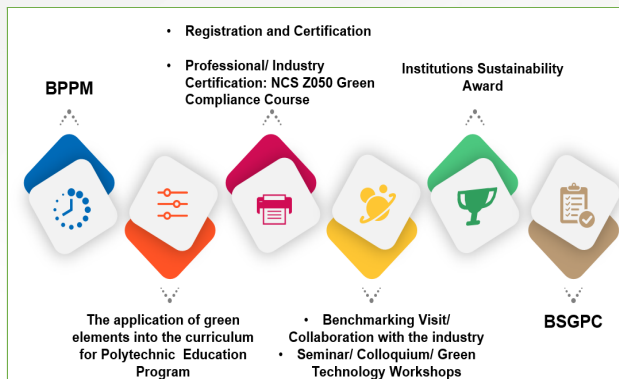 • Registration and Certification
• Professional/ Industry
Certification: NCS Z050 Green
Compliance Course
Institutions Sustainability
Award
BPPM
The application of green
elements into the curriculum
for Polytechnic Education
Program
• Benchmarking Visit/
Collaboration with the industry
• Seminar/ Colloquium/ Green
Technology Workshops
BSGPC